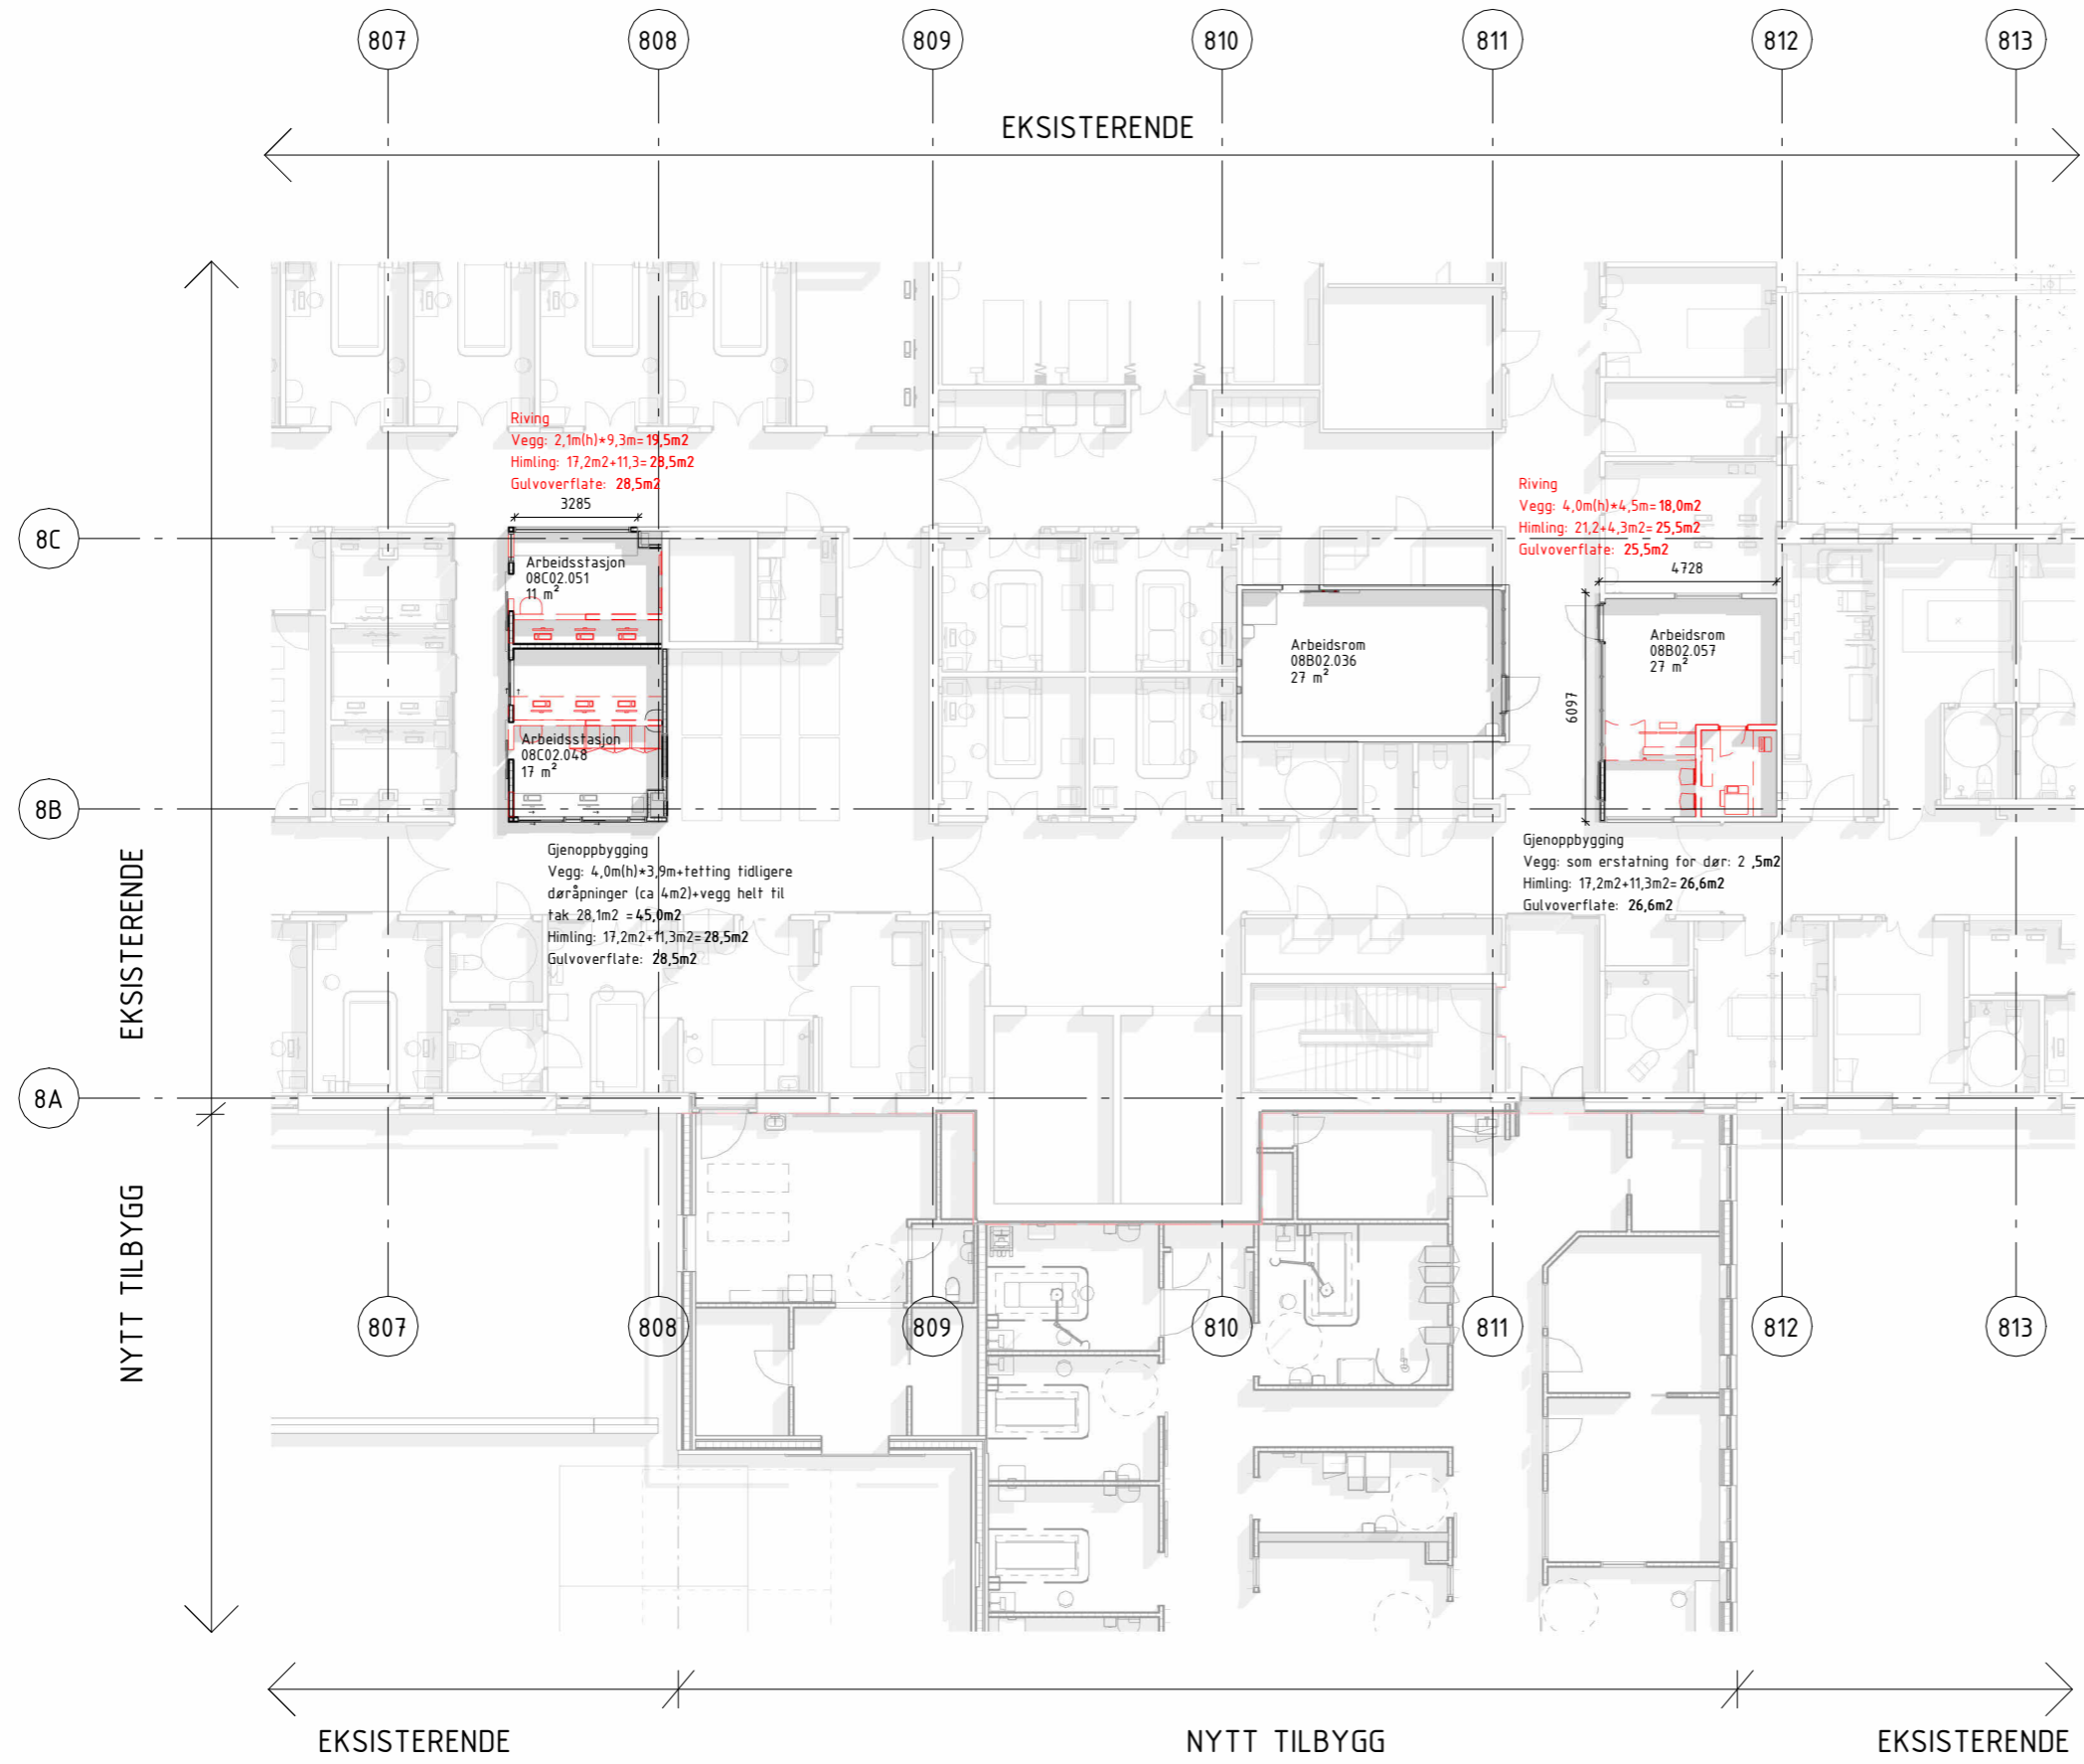 807
808
809
810
811
812
813
EKSISTERENDE
Riving
Vegg: 2,1m(h)*9,3m=19,5m2
Himling: 17,2m2+11,3=28,5m2
Gulvoverflate: 28,5m2
3285
Riving
Vegg: 4,0m(h)*4,5m=18,0m2
Himling: 21,2+4,3m2=25,5m2
Gulvoverflate: 25,5m2
4728
8C
Arbeidsstasjon
08C02.051
11 m²
Arbeidsrom
08B02.036
27 m²
Arbeidsrom
08B02.057
27 m²
6097
Arbeidsstasjon
08C02.048
17 m²
8B
Gjenoppbygging
Vegg: 4,0m(h)*3,9m+tetting tidligere
døråpninger (ca 4m2)+vegg helt til
tak 28,1m2 =45,0m2
Himling: 17,2m2+11,3m2=28,5m2
Gulvoverflate: 28,5m2
Gjenoppbygging
Vegg: som erstatning for dør: 2 ,5m2
Himling: 17,2m2+11,3m2=26,6m2
Gulvoverflate: 26,6m2
EKSISTERENDE
8A
NYTT TILBYGG
807
808
809
810
811
812
813
EKSISTERENDE
NYTT TILBYGG
EKSISTERENDE